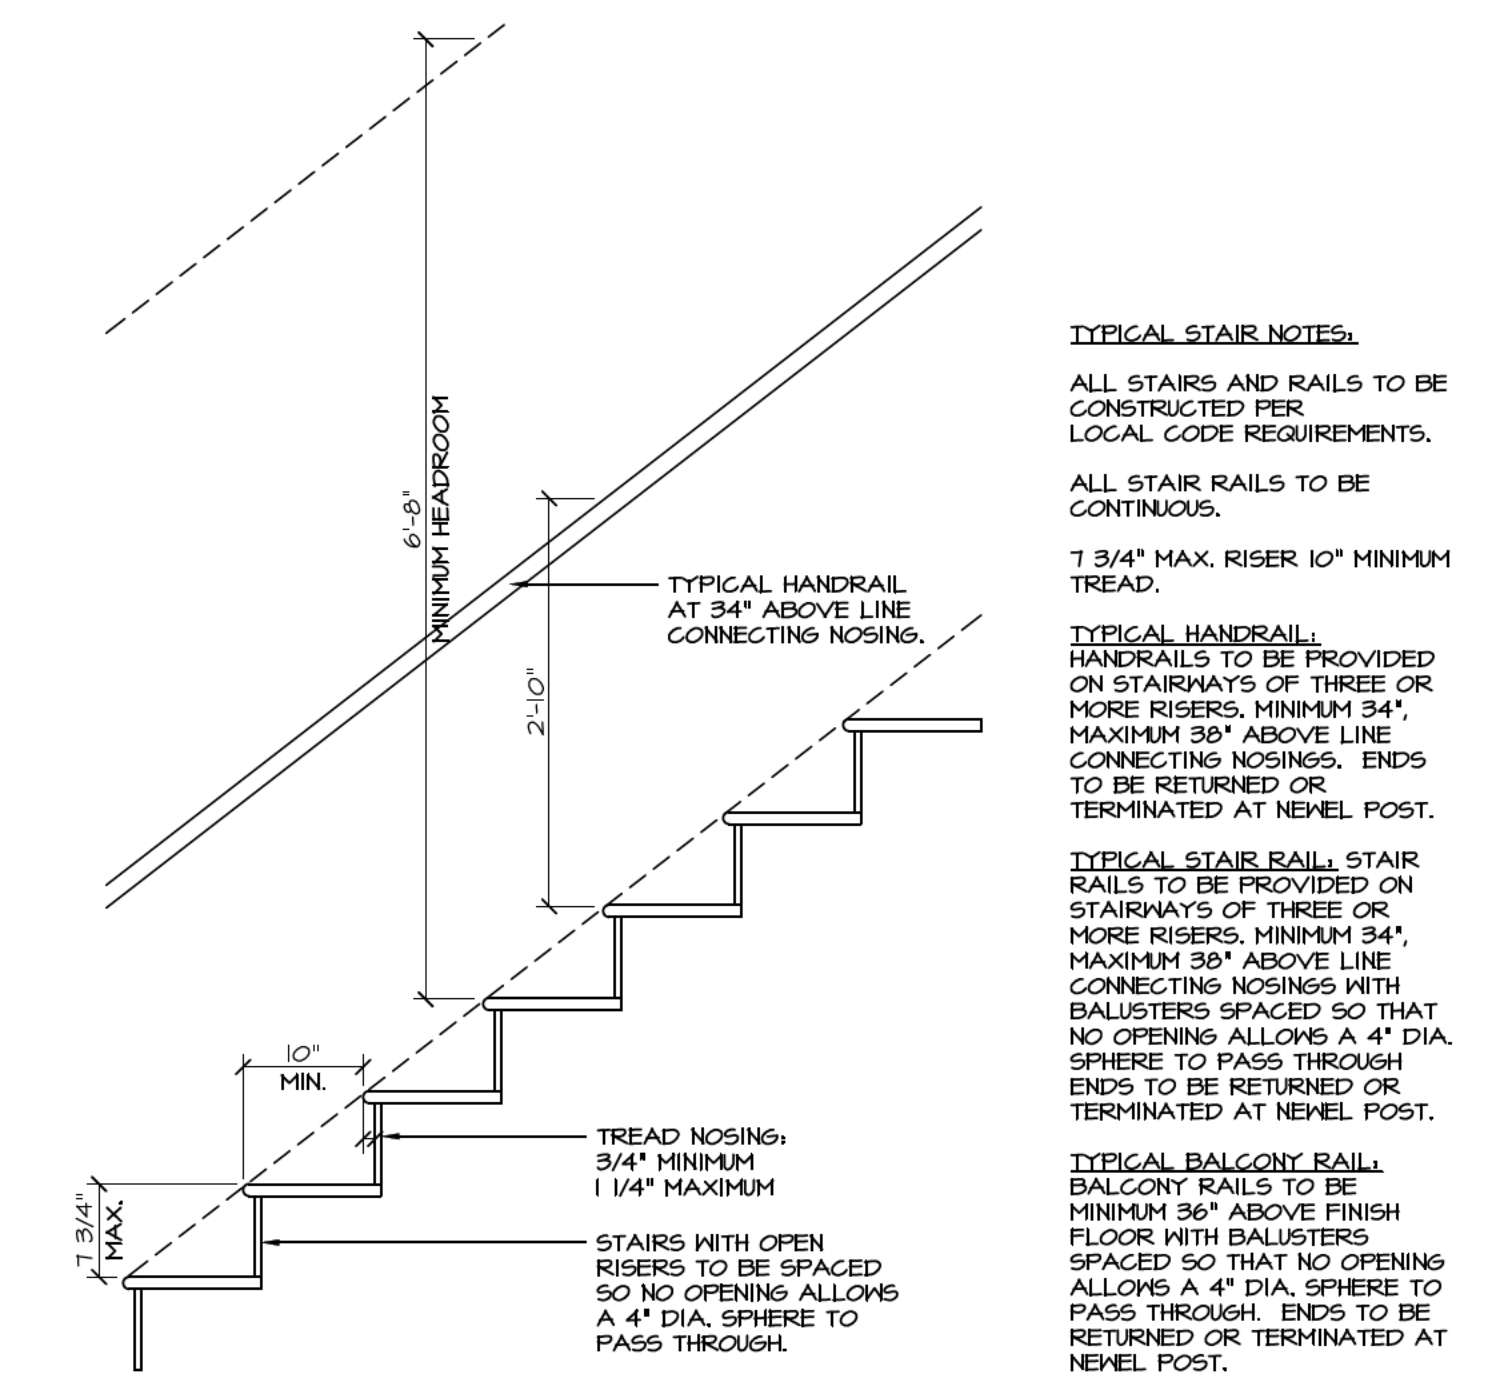 6'-8"
MINIMUM HEADROOM
TYPICAL HANDRAIL
AT 34" ABOVE LINE
CONNECTING NOSING.
2'-10"
10"
MIN.
TREAD NOSING:
3/4" MINIMUM
1 1/4" MAXIMUM
7 3/4"
MAX.
STAIRS WITH OPEN
RISERS TO BE SPACED
SO NO OPENING ALLOWS
A 4" DIA. SPHERE TO
PASS THROUGH.
TYPICAL STAIR NOTES:
ALL STAIRS AND RAILS TO BE
CONSTRUCTED PER
LOCAL CODE REQUIREMENTS.
ALL STAIR RAILS TO BE
CONTINUOUS.
7 3/4" MAX. RISER 10" MINIMUM
TREAD.
TYPICAL HANDRAIL:
HANDRAILS TO BE PROVIDED
ON STAIRWAYS OF THREE OR
MORE RISERS. MINIMUM 34",
MAXIMUM 38" ABOVE LINE
CONNECTING NOSINGS. ENDS
TO BE RETURNED OR
TERMINATED AT NEWEL POST.
TYPICAL STAIR RAIL: STAIR
RAILS TO BE PROVIDED ON
STAIRWAYS OF THREE OR
MORE RISERS. MINIMUM 34",
MAXIMUM 38" ABOVE LINE
CONNECTING NOSINGS WITH
BALUSTERS SPACED SO THAT
NO OPENING ALLOWS A 4" DIA.
SPHERE TO PASS THROUGH
ENDS TO BE RETURNED OR
TERMINATED AT NEWEL POST.
TYPICAL BALCONY RAIL:
BALCONY RAILS TO BE
MINIMUM 36" ABOVE FINISH
FLOOR WITH BALUSTERS
SPACED SO THAT NO OPENING
ALLOWS A 4" DIA. SPHERE TO
PASS THROUGH. ENDS TO BE
RETURNED OR TERMINATED AT
NEWEL POST.